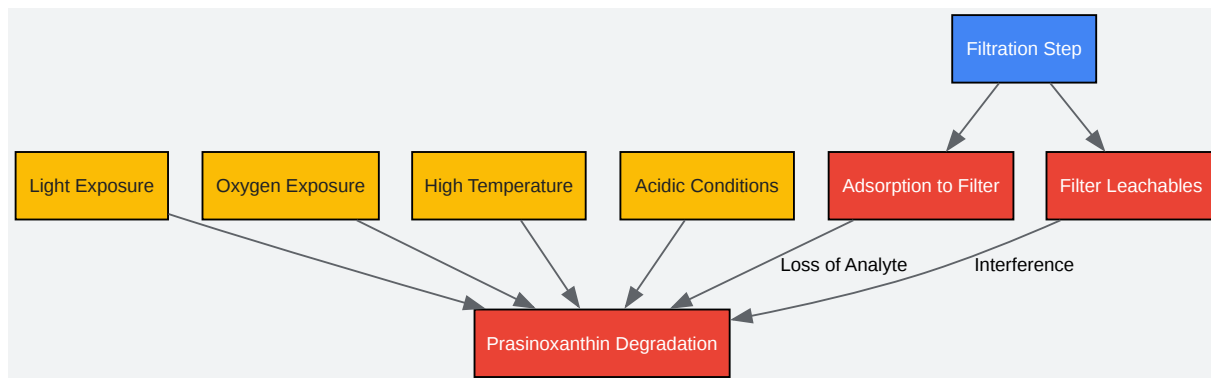 Filtration Step
Light Exposure
Oxygen Exposure
High Temperature
Acidic Conditions
Adsorption to Filter
Filter Leachables
Loss of Analyte
Interference
Prasinoxanthin Degradation